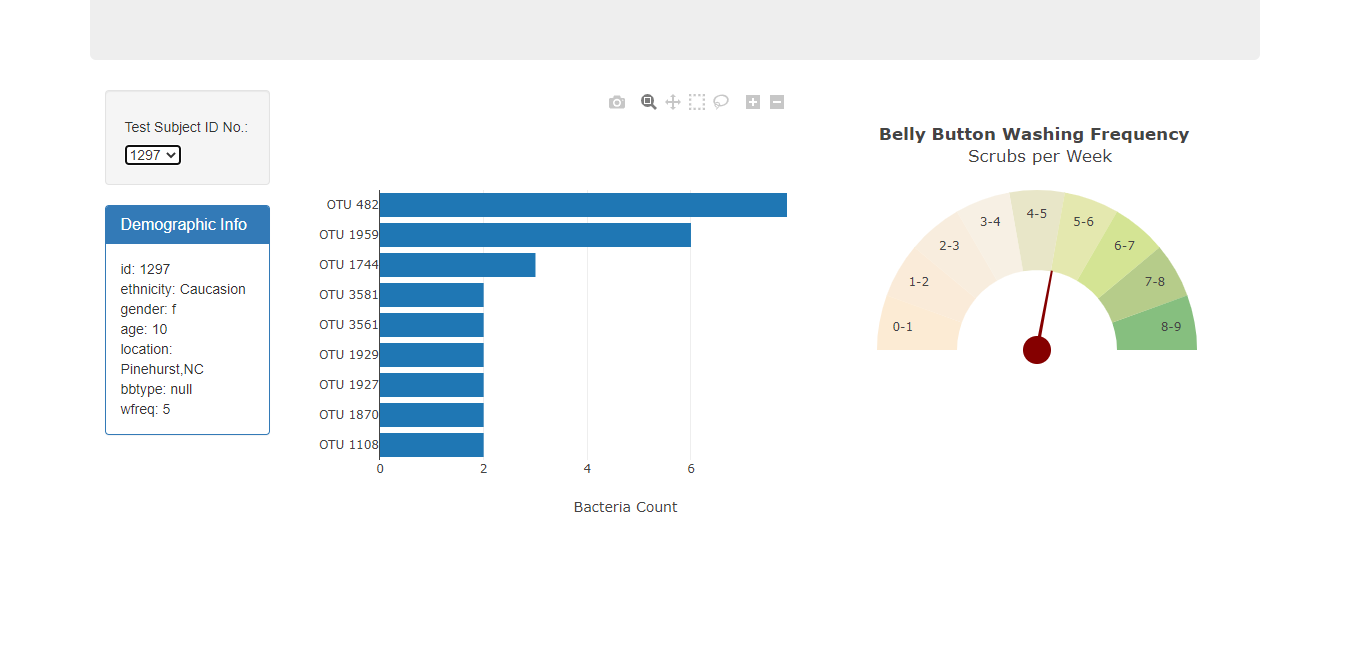 Test Subject ID No.:
1297
Demographic Info
id: 1297
ethnicity: Caucasion
gender: f
age: 10
location:
Pinehurst,NC
bbtype: null
wfreq: 5
OTU 482
OTU 1959
OTU 1744
OTU 3581
OTU 3561
OTU 1929
OTU 1927
OTU 1870
OTU 1108
0 2 4 6
Bacteria Count
Belly Button Washing Frequency
Scrubs per Week
0-1
1-2
2-3
3-4
4-5
5-6
6-7
7-8
8-9